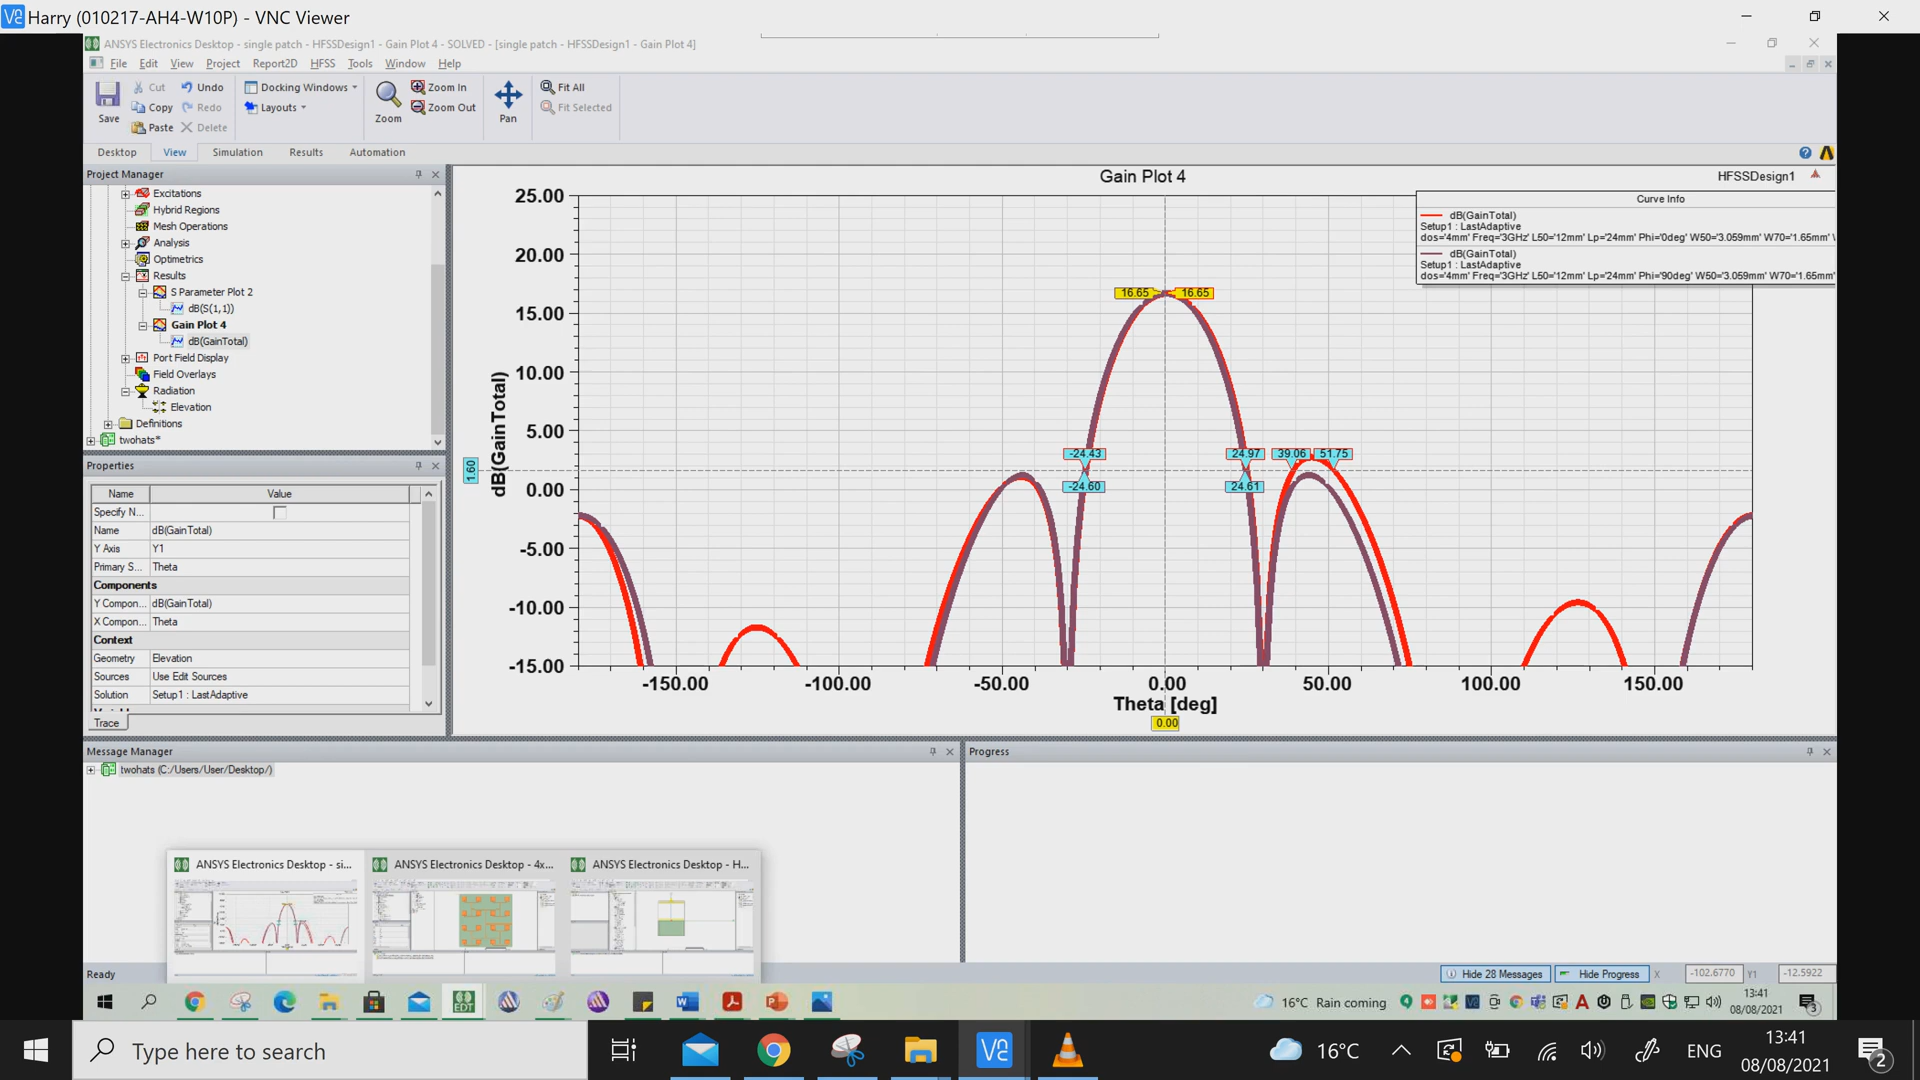 Harry (010217-AH4-W10P) - VNC Viewer
ANSYS Electronics Desktop - single patch - HFSSDesign1 - Gain Plot 4 - SOLVED - [single patch - HFSSDesign1 - Gain Plot 4]
File Edit View Project Report2D HFSS Tools Window Help
Save
Cut Undo
Copy Redo
Paste Delete
Docking Windows
Layouts
Zoom
Zoom In
Zoom Out
Pan
Fit All
Fit Selected
Desktop View Simulation Results Automation
Project Manager
Excitations
Hybrid Regions
Mesh Operations
Analysis
Optimetrics
Results
S Parameter Plot 2
dB(S(1,1))
Gain Plot 4
dB(GainTotal)
Port Field Display
Field Overlays
Radiation
Elevation
Definitions
twohats*
Properties
Name Value
Specify N...
Name dB(GainTotal)
Y Axis Y1
Primary S... Theta
Components
Y Compon... dB(GainTotal)
X Compon... Theta
Context
Geometry Elevation
Sources Use Edit Sources
Solution Setup1 : LastAdaptive
Trace
Gain Plot 4
HFSSDesign1
Curve Info
dB(GainTotal)
Setup1 : LastAdaptive
dos='4mm' Freq='3GHz' L50='12mm' Lp='24mm' Phi='0deg' W50='3.059mm' W70='1.65mm'
dB(GainTotal)
Setup1 : LastAdaptive
dos='4mm' Freq='3GHz' L50='12mm' Lp='24mm' Phi='90deg' W50='3.059mm' W70='1.65mm'
25.00
20.00
15.00
10.00
5.00
0.00
-5.00
-10.00
-15.00
dB(GainTotal)
1.60
16.65 16.65
-24.43 24.97 39.06 51.75
-24.60 24.61
-150.00 -100.00 -50.00 0.00 50.00 100.00 150.00
Theta [deg]
0.00
Message Manager
twohats (C:/Users/User/Desktop/)
Progress
ANSYS Electronics Desktop - si...
ANSYS Electronics Desktop - 4x...
ANSYS Electronics Desktop - H...
Ready
Hide 28 Messages
Hide Progress
X -102.6770 Y1 -12.5922
EDT
16°C Rain coming
13:41
08/08/2021
3
Type here to search
16°C
ENG
13:41
08/08/2021
2